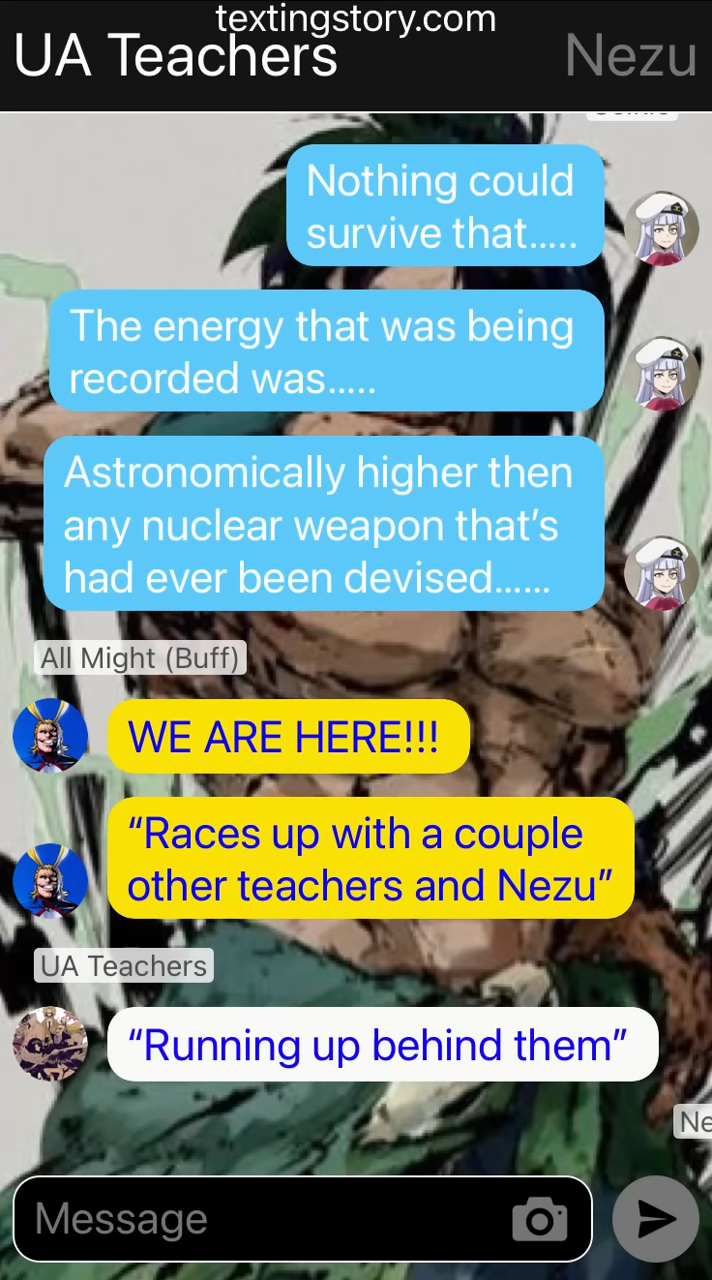 textingstory.com
UA Teachers Nezu
Nothing could
survive that.....
The energy that was being
recorded was.....
Astronomically higher then
any nuclear weapon that’s
had ever been devised......
All Might (Buff)
WE ARE HERE!!!
“Races up with a couple
other teachers and Nezu”
UA Teachers
“Running up behind them”
Ne
Message